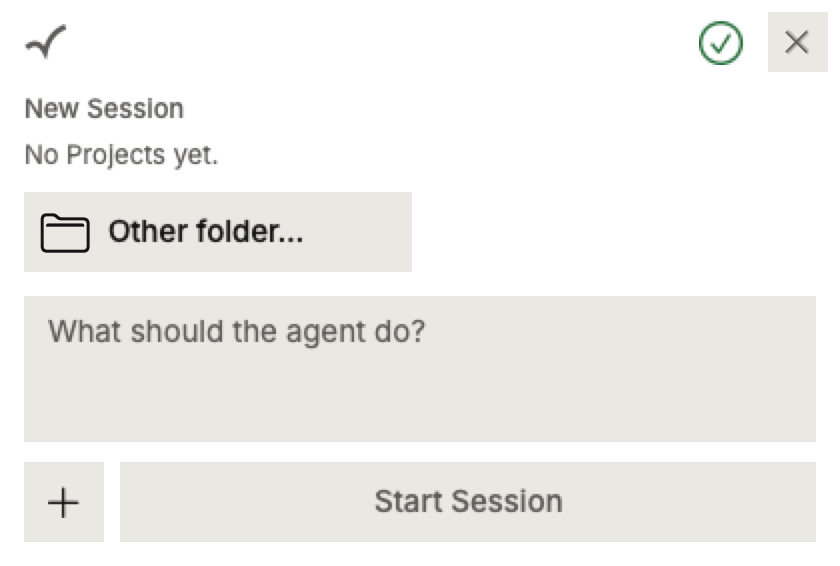 New Session
No Projects yet.
Other folder...
What should the agent do?
Start Session